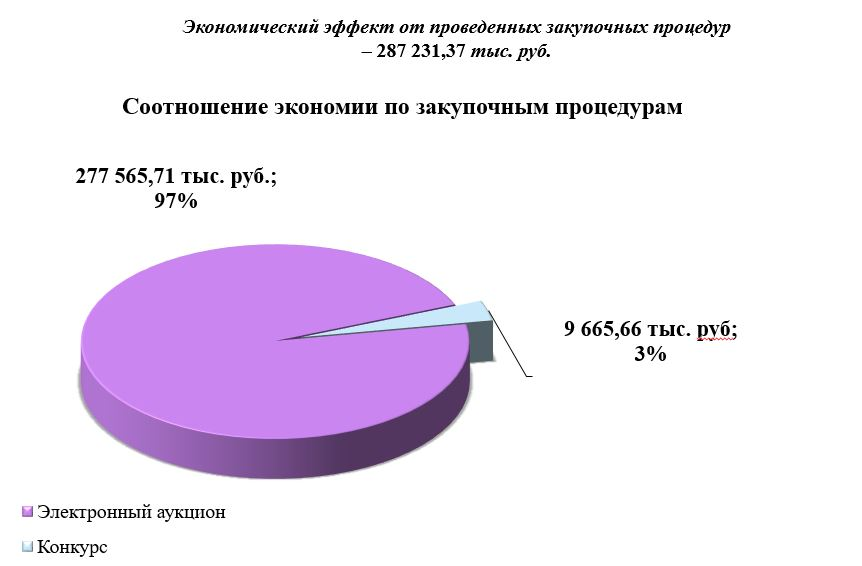 Экономический эффект от проведенных закупочных процедур
– 287 231,37 тыс. руб.
Соотношение экономии по закупочным процедурам
277 565,71 тыс. руб.;
97%
9 665,66 тыс. руб;
3%
Электронный аукцион
Конкурс